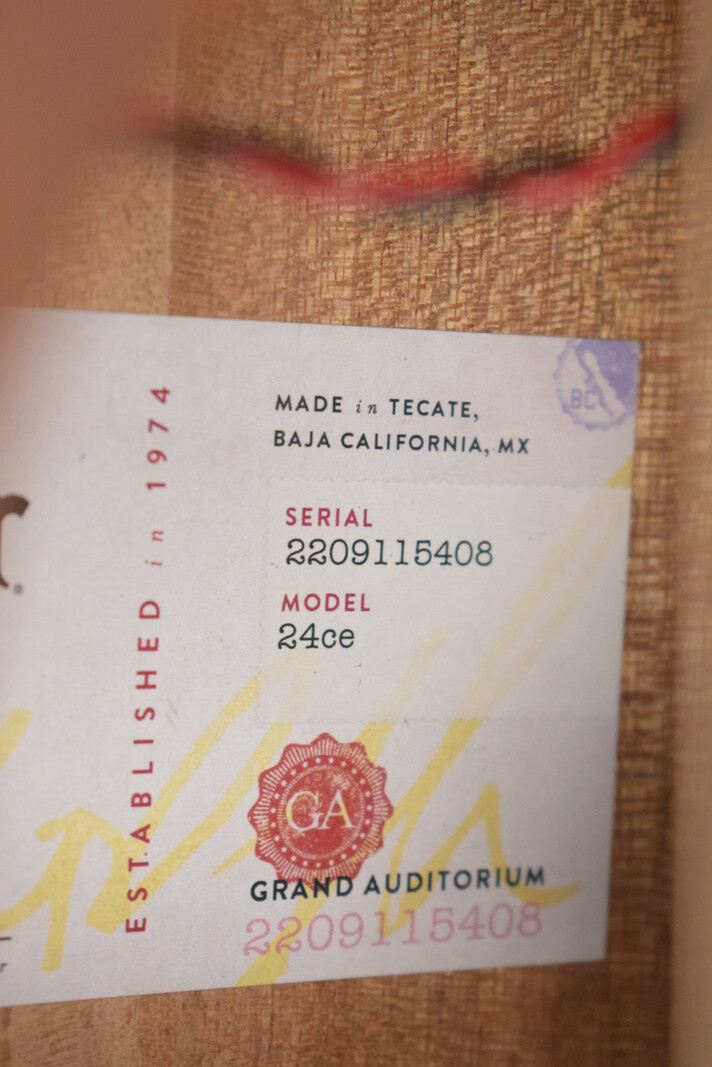 ESTABLISHED in 1974
MADE in TECATE,
BAJA CALIFORNIA, MX
BC
SERIAL
2209115408
MODEL
24ce
GA
GRAND AUDITORIUM
2209115408